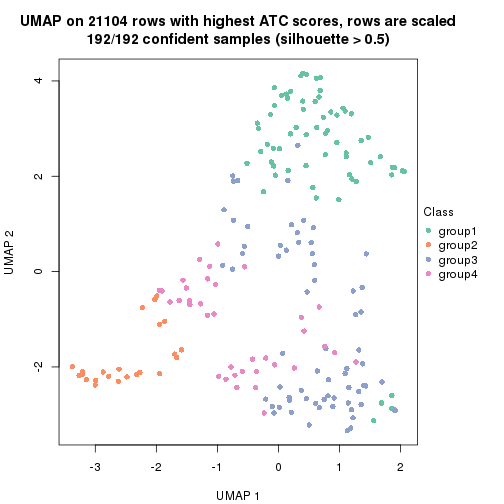 UMAP on 21104 rows with highest ATC scores, rows are scaled
192/192 confident samples (silhouette > 0.5)
4
2
0
-2
UMAP 2
-3
-2
-1
0
1
2
UMAP 1
Class
group1
group2
group3
group4